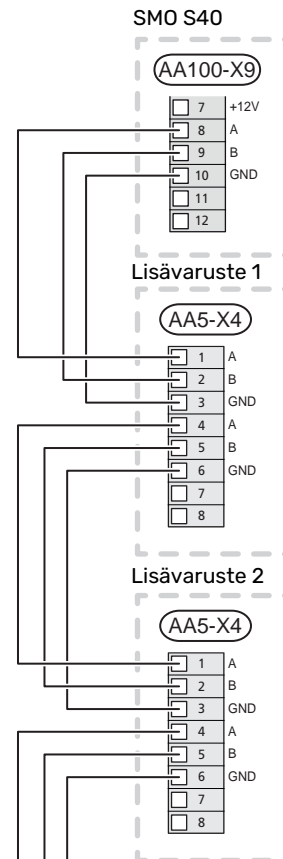 SMO S40
AA100-X9
7 +12V
8 A
9 B
10 GND
11
12
Lisävaruste 1
AA5-X4
1 A
2 B
3 GND
4 A
5 B
6 GND
7
8
Lisävaruste 2
AA5-X4
1 A
2 B
3 GND
4 A
5 B
6 GND
7
8